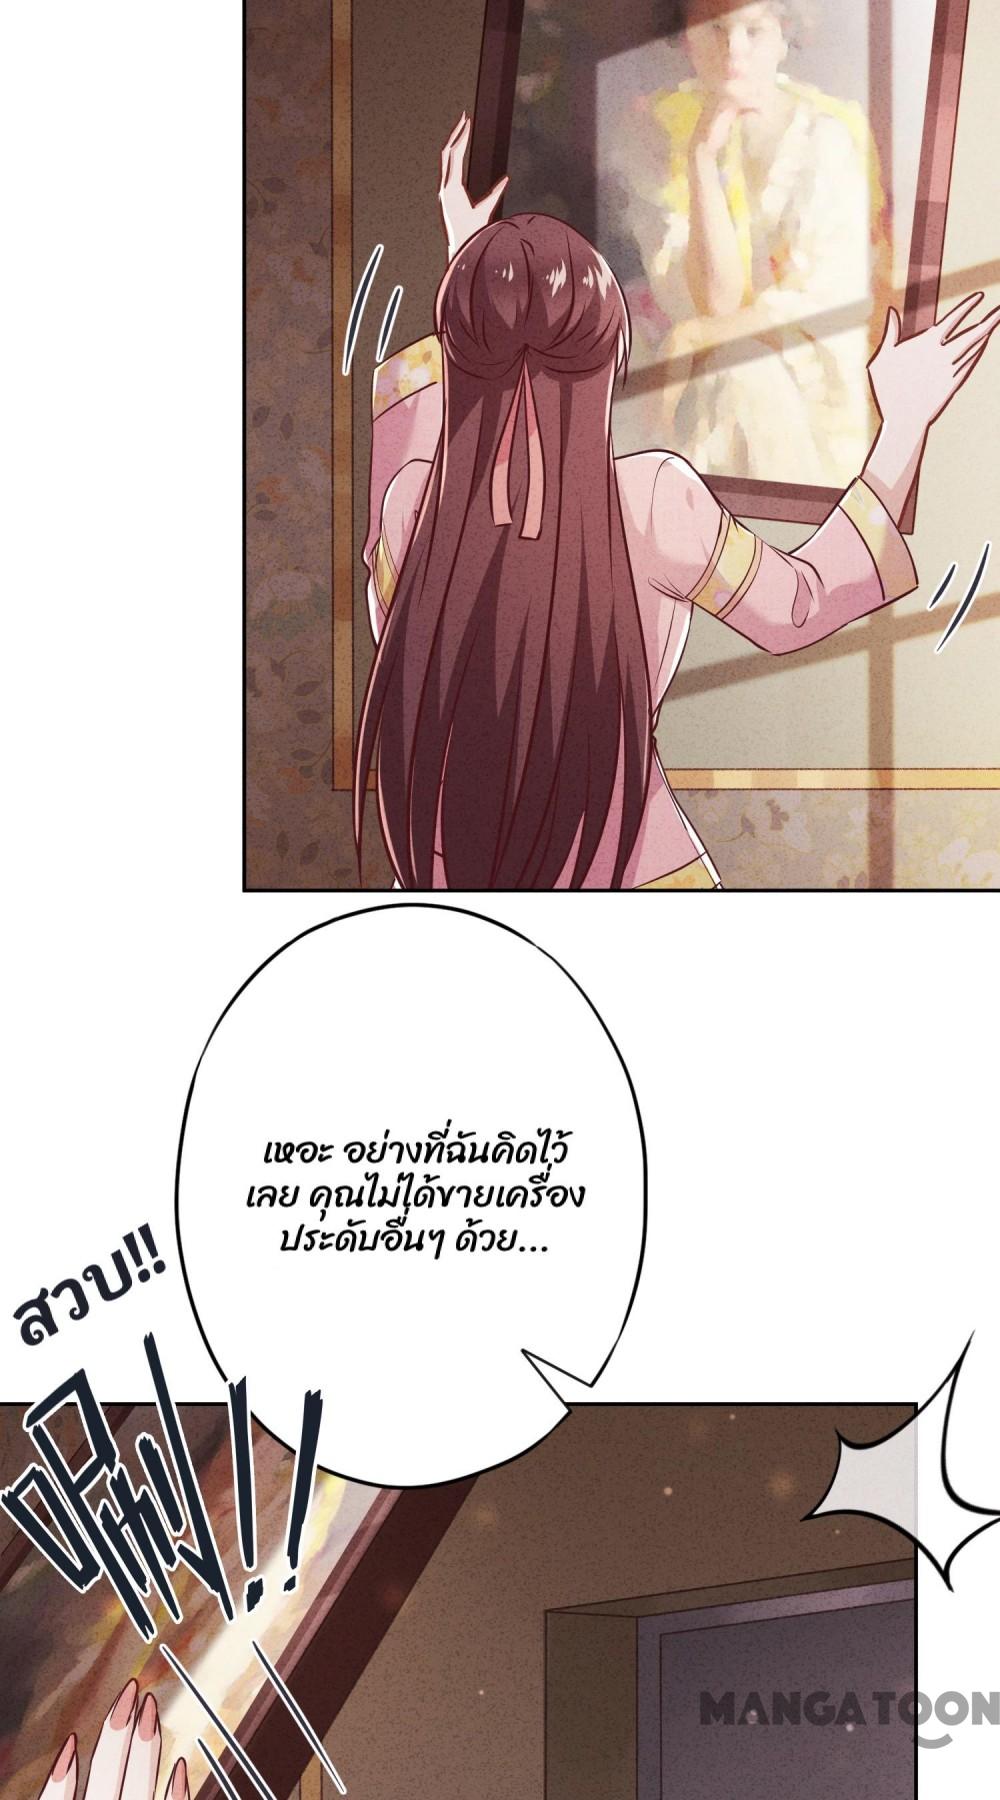 เหอะ อย่างที่ฉันคิดไว้
เลย คุณไม่ได้ขายเครื่อง
ประดับอื่นๆ ด้วย...
สวบ!!
唰!!
MANGATOON